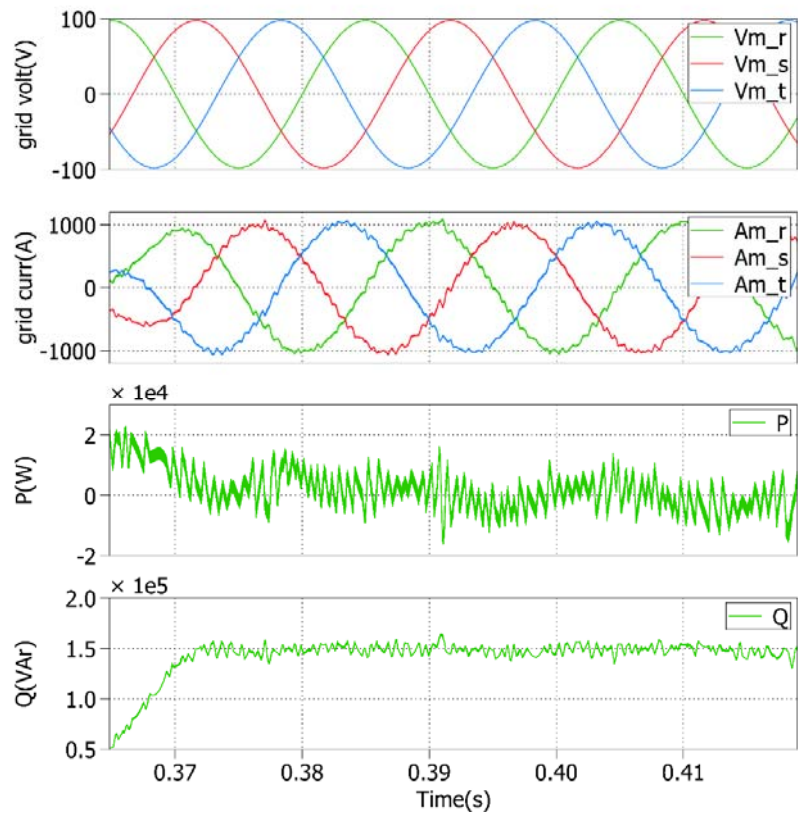 grid volt(V)
100
0
-100
Vm_r
Vm_s
Vm_t
grid curr(A)
1000
0
-1000
Am_r
Am_s
Am_t
× 1e4
P(W)
2
0
-2
P
× 1e5
Q(VAr)
2.0
1.5
1.0
0.5
Q
0.37 0.38 0.39 0.40 0.41
Time(s)